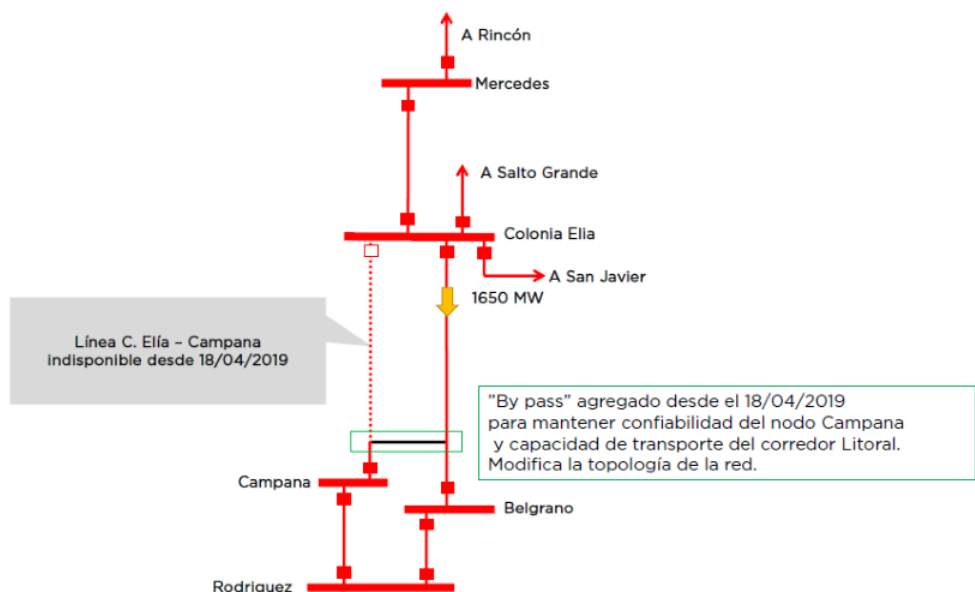 A Rincón
Mercedes
A Salto Grande
Colonia Elia
A San Javier
1650 MW
Línea C. Elía – Campana
indisponible desde 18/04/2019
"By pass" agregado desde el 18/04/2019
para mantener confiabilidad del nodo Campana
y capacidad de transporte del corredor Litoral.
Modifica la topología de la red.
Campana
Belgrano
Rodriguez